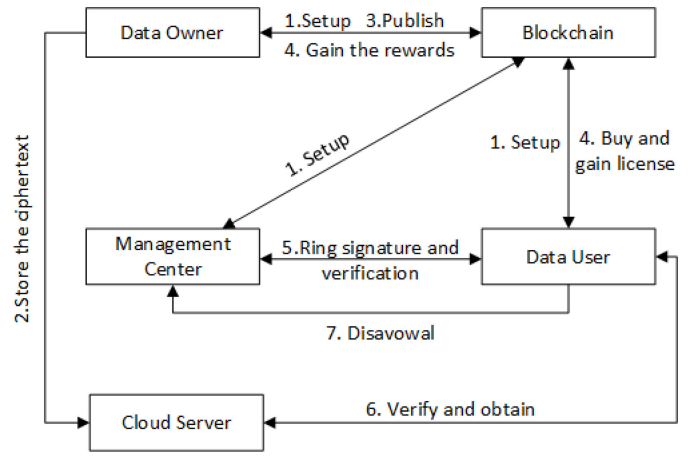 Data Owner
1.Setup 3.Publish
4. Gain the rewards
Blockchain
2.Store the dphertext
1. Setup
1. Setup
4. Buy and
gain license
Management
Center
5.Ring signature and
verification
Data User
7. Disavowal
6. Verify and obtain
Cloud Server